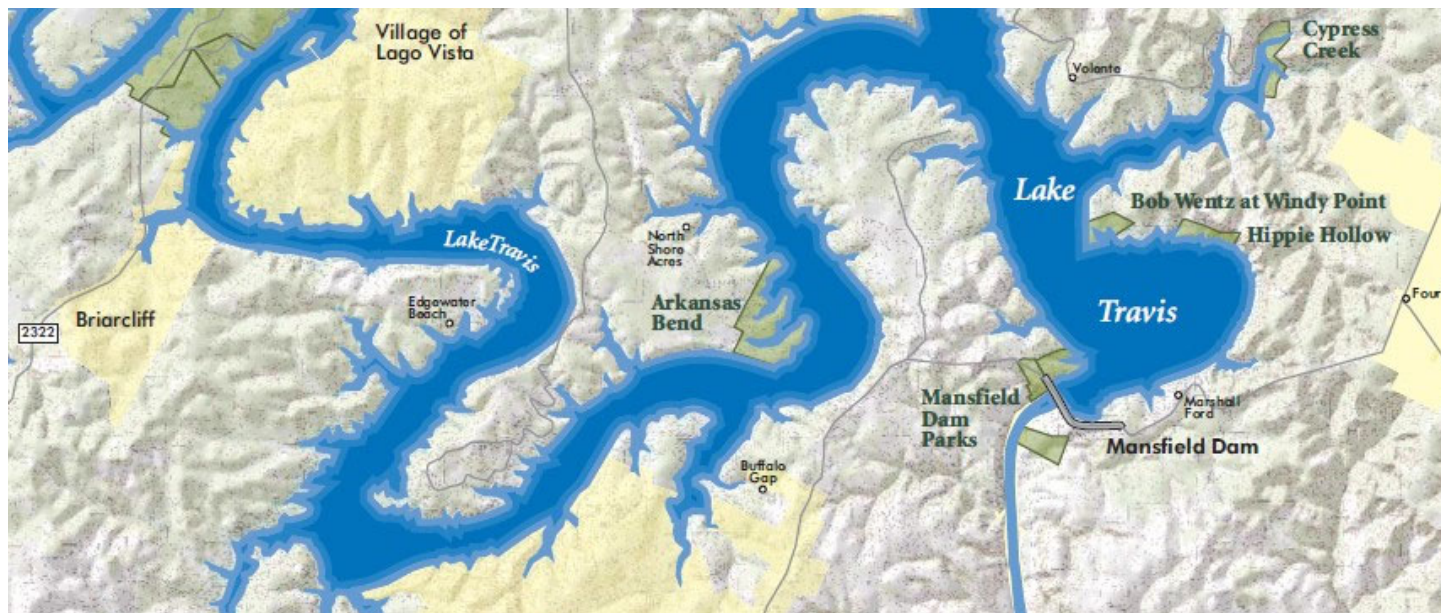 Village of
Lago Vista
Cypress
Creek
Volente
Lake
Bob Wentz at Windy Point
Hippie Hollow
North
Shore
Acres
LakeTravis
Edgewater
Beach
Arkansas
Bend
Briarcliff
2322
Travis
Four
Mansfield
Dam
Parks
Marshall
Ford
Mansfield Dam
Buffalo
Gap